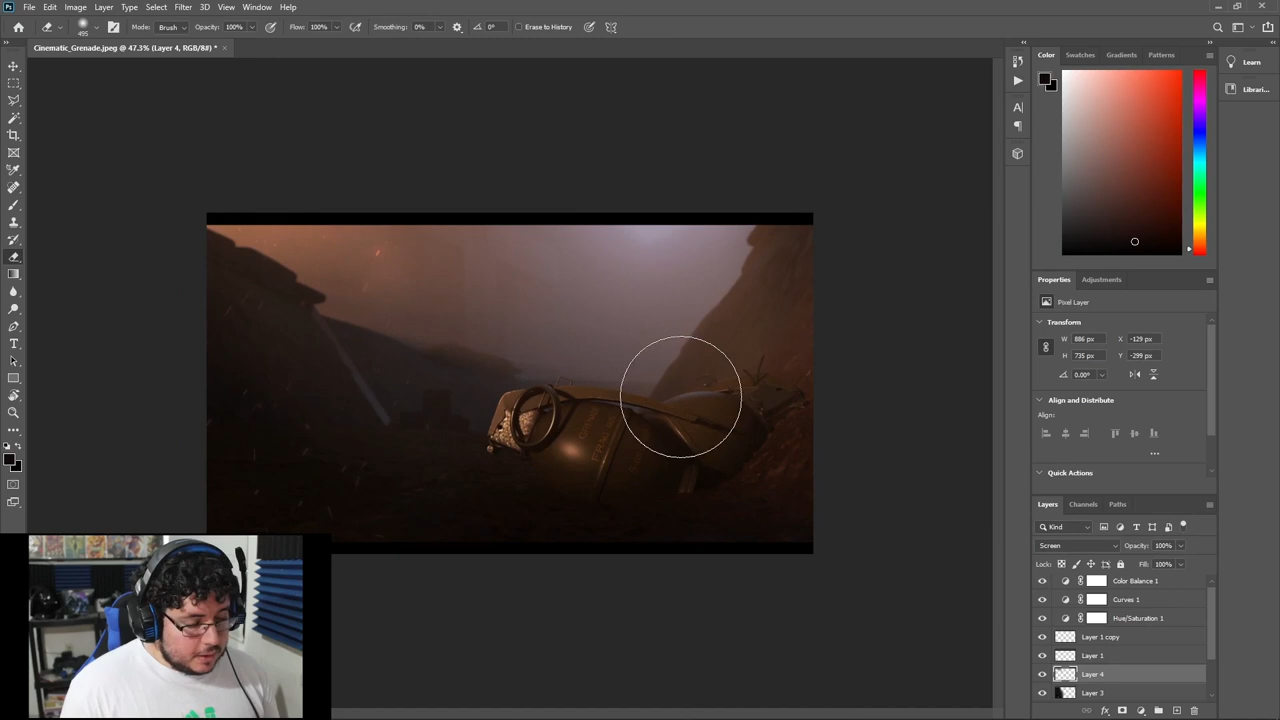 File Edit Image Layer Type Select Filter 3D View Window Help
495 Mode: Brush Opacity: 100% Flow: 100% Smoothing: 0% 0° Erase to History
Cinematic_Grenade.jpeg @ 47.3% (Layer 4, RGB/8#) *
Color Swatches Gradients Patterns
Learn
Librari...
Properties Adjustments
Pixel Layer
Transform
W 886 px X -129 px
H 735 px Y -299 px
0.00°
Align and Distribute
Align:
Quick Actions
Layers Channels Paths
Kind
Screen Opacity: 100%
Lock: Fill: 100%
Color Balance 1
Curves 1
Hue/Saturation 1
Layer 1 copy
Layer 1
Layer 4
Layer 3